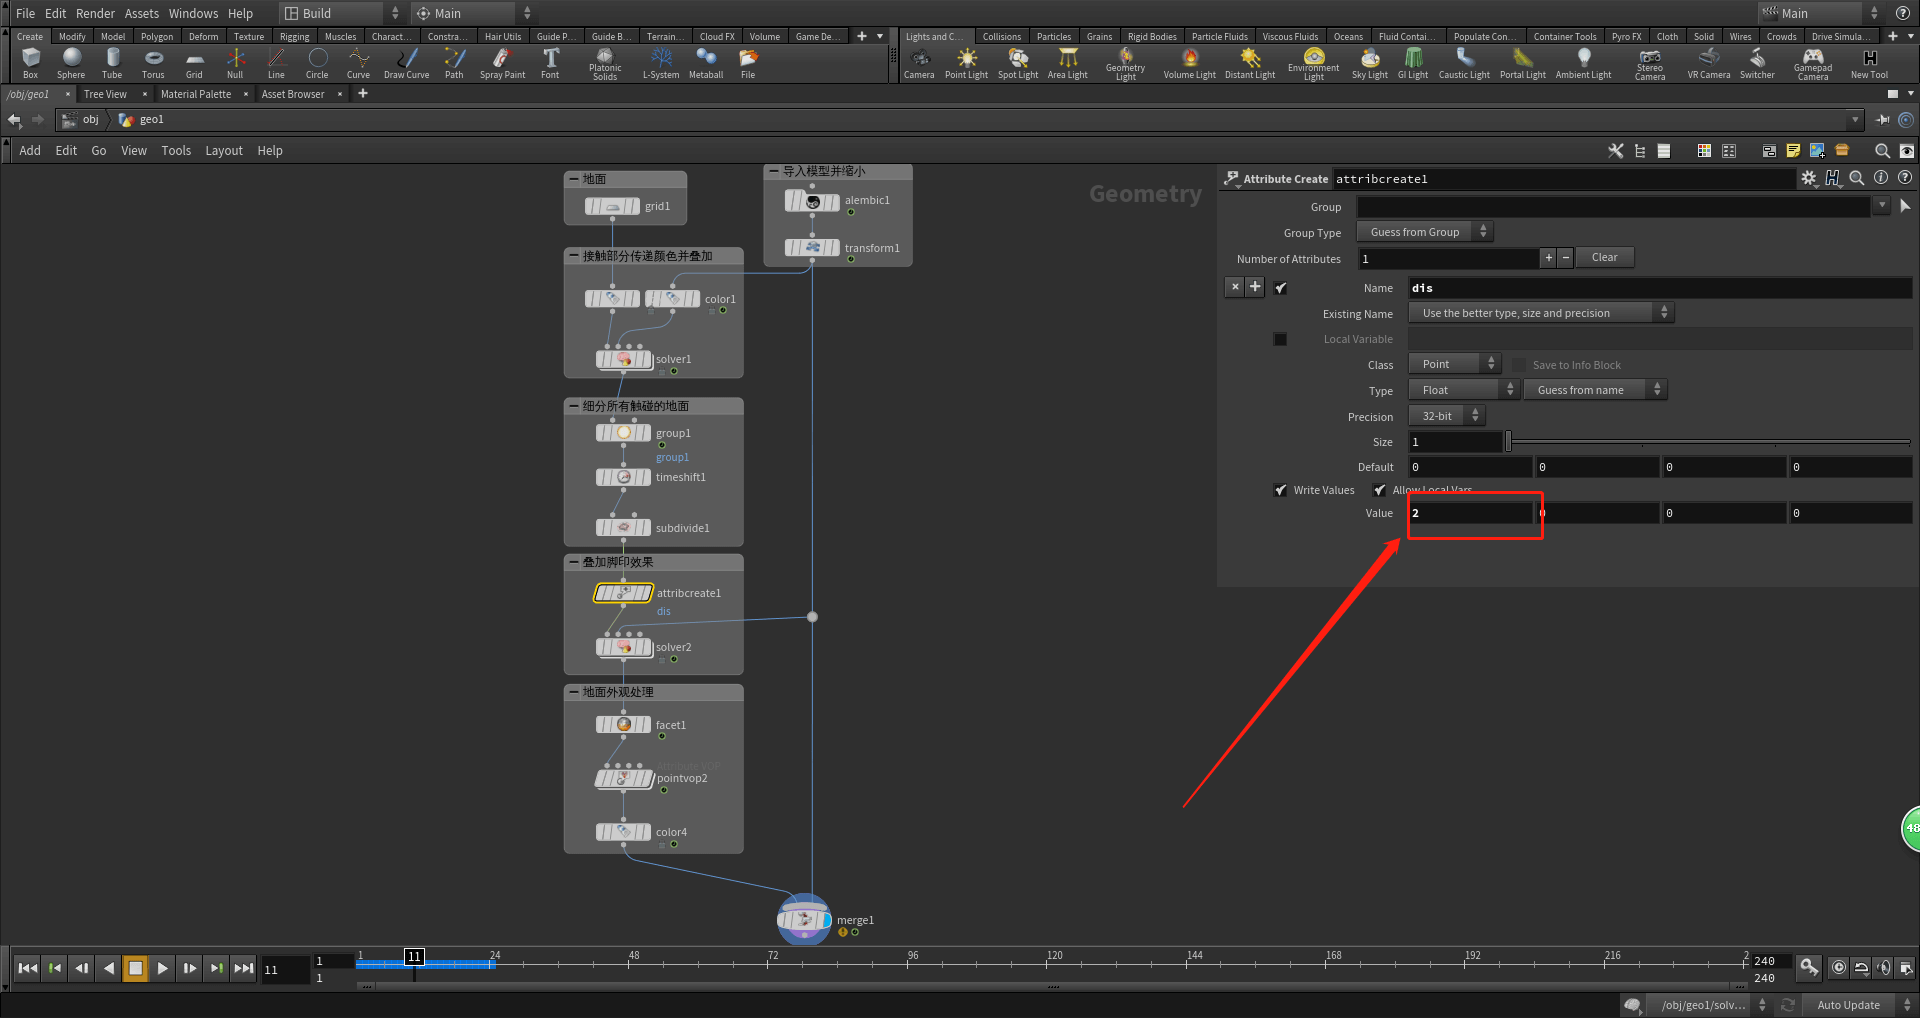 File Edit Render Assets Windows Help Build Main Main
Create Modify Model Polygon Deform Texture Rigging Muscles Charact... Constra... Hair Utils Guide P... Guide B... Terrain... Cloud FX Volume Game De...
Lights and C... Collisions Particles Grains Rigid Bodies Particle Fluids Viscous Fluids Oceans Fluid Contai... Populate Con... Container Tools Pyro FX Cloth Solid Wires Crowds Drive Simula...
Box Sphere Tube Torus Grid Null Line Circle Curve Draw Curve Path Spray Paint Font Platonic Solids L-System Metaball File
Camera Point Light Spot Light Area Light Geometry Light Volume Light Distant Light Environment Light Sky Light GI Light Caustic Light Portal Light Ambient Light Stereo Camera VR Camera Switcher Gamepad Camera New Tool
/obj/geo1 Tree View Material Palette Asset Browser
obj geo1
Add Edit Go View Tools Layout Help
Geometry
导入模型并缩小
alembic1
transform1
地面
grid1
接触部分传递颜色并叠加
color1
solver1
细分所有触碰的地面
group1
group1
timeshift1
subdivide1
叠加脚印效果
attribcreate1
dis
solver2
地面外观处理
facet1
Attribute VOP
pointvop2
color4
merge1
Attribute Create attribcreate1
Group
Group Type Guess from Group
Number of Attributes 1 + − Clear
Name dis
Existing Name Use the better type, size and precision
Local Variable
Class Point Save to Info Block
Type Float Guess from name
Precision 32-bit
Size 1
Default 0 0 0 0
Write Values Allow Local Vars
Value 2 0 0 0
48
11 1 1 11 24 48 72 96 120 144 168 192 216 2 240
1 240
/obj/geo1/solv... Auto Update